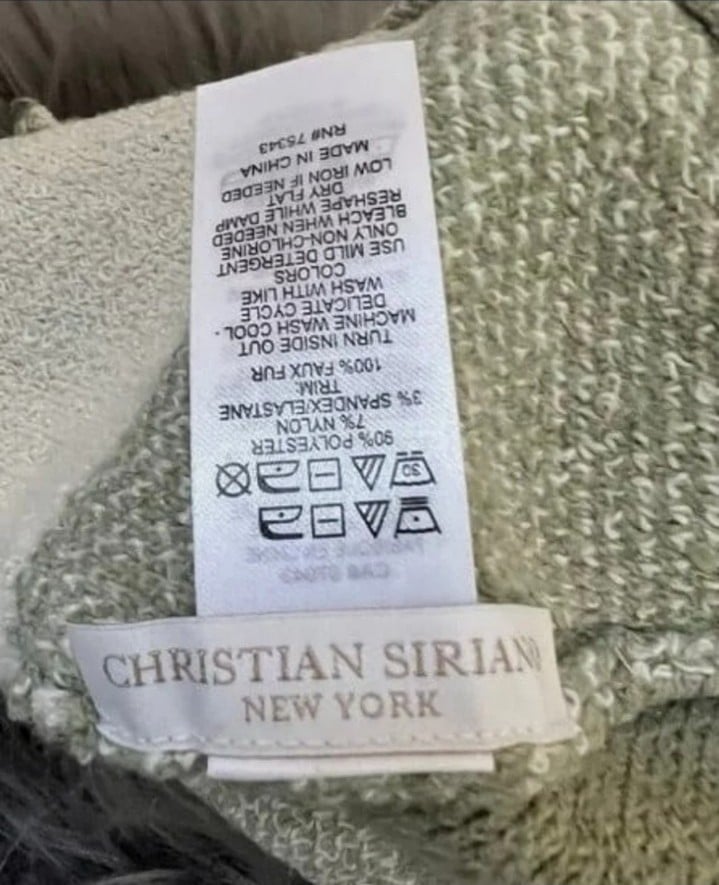 CHRISTIAN SIRIANO
NEW YORK
30
90% POLYESTER
7% NYLON
3% SPANDEX/ELASTANE
TRIM:
100% FAUX FUR
TURN INSIDE OUT
MACHINE WASH COOL-
DELICATE CYCLE
WASH WITH LIKE
COLORS
USE MILD DETERGENT
ONLY NON-CHLORINE
BLEACH WHEN NEEDED
RESHAPE WHILE DAMP
DRY FLAT
LOW IRON IF NEEDED
MADE IN CHINA
RN# 75343